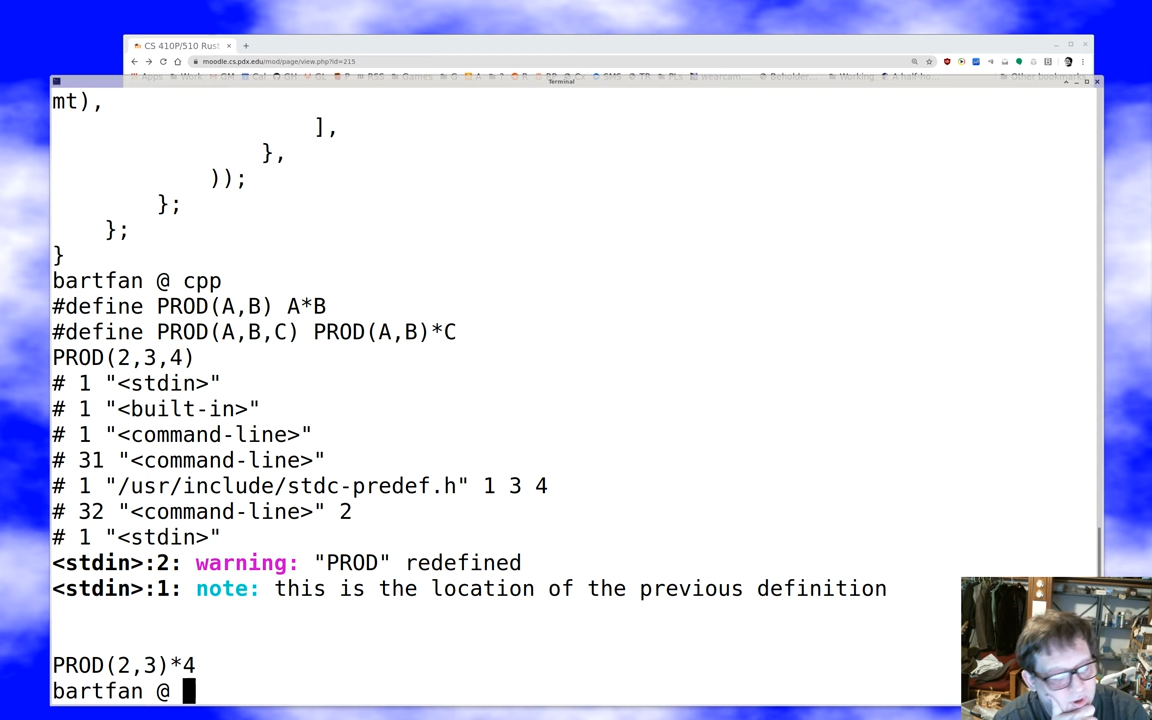 CS 410P/510 Rust
moodle.cs.pdx.edu/mod/page/view.php?id=215
Terminal
mt),
],
},
));
};
};
}
bartfan @ cpp
#define PROD(A,B) A*B
#define PROD(A,B,C) PROD(A,B)*C
PROD(2,3,4)
# 1 "<stdin>"
# 1 "<built-in>"
# 1 "<command-line>"
# 31 "<command-line>"
# 1 "/usr/include/stdc-predef.h" 1 3 4
# 32 "<command-line>" 2
# 1 "<stdin>"
<stdin>:2: warning: "PROD" redefined
<stdin>:1: note: this is the location of the previous definition
PROD(2,3)*4
bartfan @